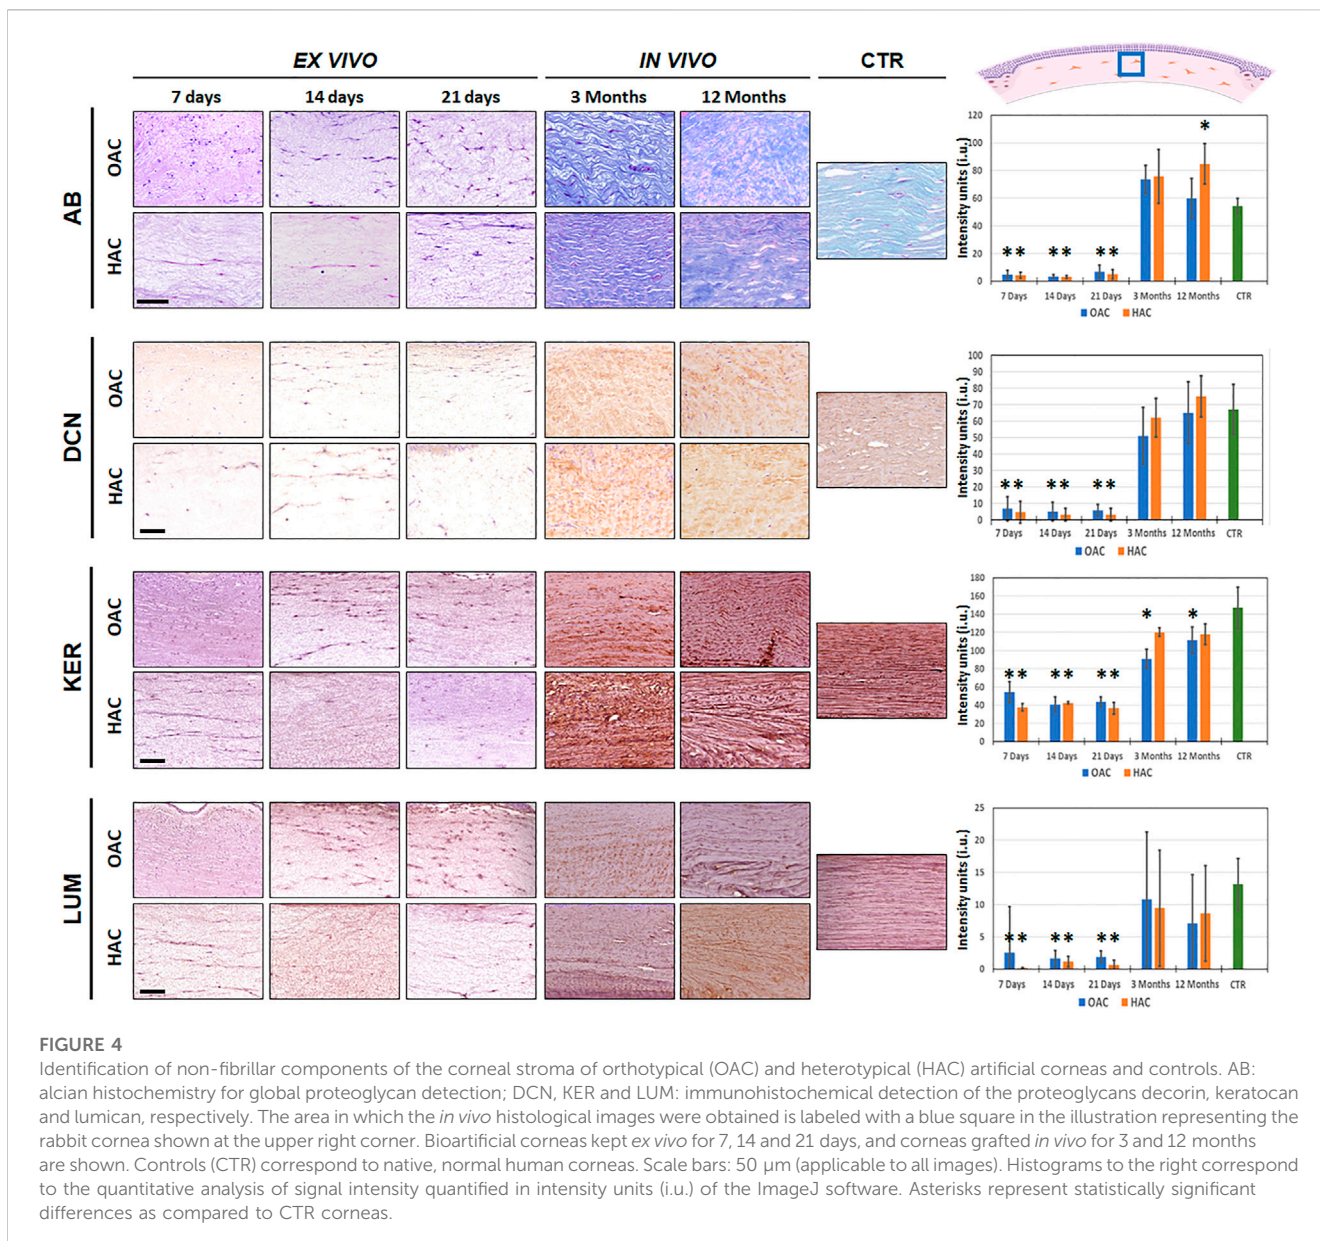 EX VIVO IN VIVO CTR
7 days 14 days 21 days 3 Months 12 Months
AB
OAC
HAC
Intensity units (i.u.)
120
100
80
60
40
20
0
* * * * * * *
7 Days 14 Days 21 Days 3 Months 12 Months CTR
OAC HAC
DCN
OAC
HAC
Intensity units (i.u.)
100
90
80
70
60
50
40
30
20
10
0
* * * * * *
7 Days 14 Days 21 Days 3 Months 12 Months CTR
OAC HAC
KER
OAC
HAC
Intensity units (i.u.)
180
160
140
120
100
80
60
40
20
0
* * * * * * * *
7 Days 14 Days 21 Days 3 Months 12 Months CTR
OAC HAC
LUM
OAC
HAC
Intensity units (i.u.)
25
20
15
10
5
0
* * * * * *
7 Days 14 Days 21 Days 3 Months 12 Months CTR
OAC HAC
FIGURE 4
Identification of non-fibrillar components of the corneal stroma of orthotypical (OAC) and heterotypical (HAC) artificial corneas and controls. AB:
alcian histochemistry for global proteoglycan detection; DCN, KER and LUM: immunohistochemical detection of the proteoglycans decorin, keratocan
and lumican, respectively. The area in which the in vivo histological images were obtained is labeled with a blue square in the illustration representing the
rabbit cornea shown at the upper right corner. Bioartificial corneas kept ex vivo for 7, 14 and 21 days, and corneas grafted in vivo for 3 and 12 months
are shown. Controls (CTR) correspond to native, normal human corneas. Scale bars: 50 µm (applicable to all images). Histograms to the right correspond
to the quantitative analysis of signal intensity quantified in intensity units (i.u.) of the ImageJ software. Asterisks represent statistically significant
differences as compared to CTR corneas.